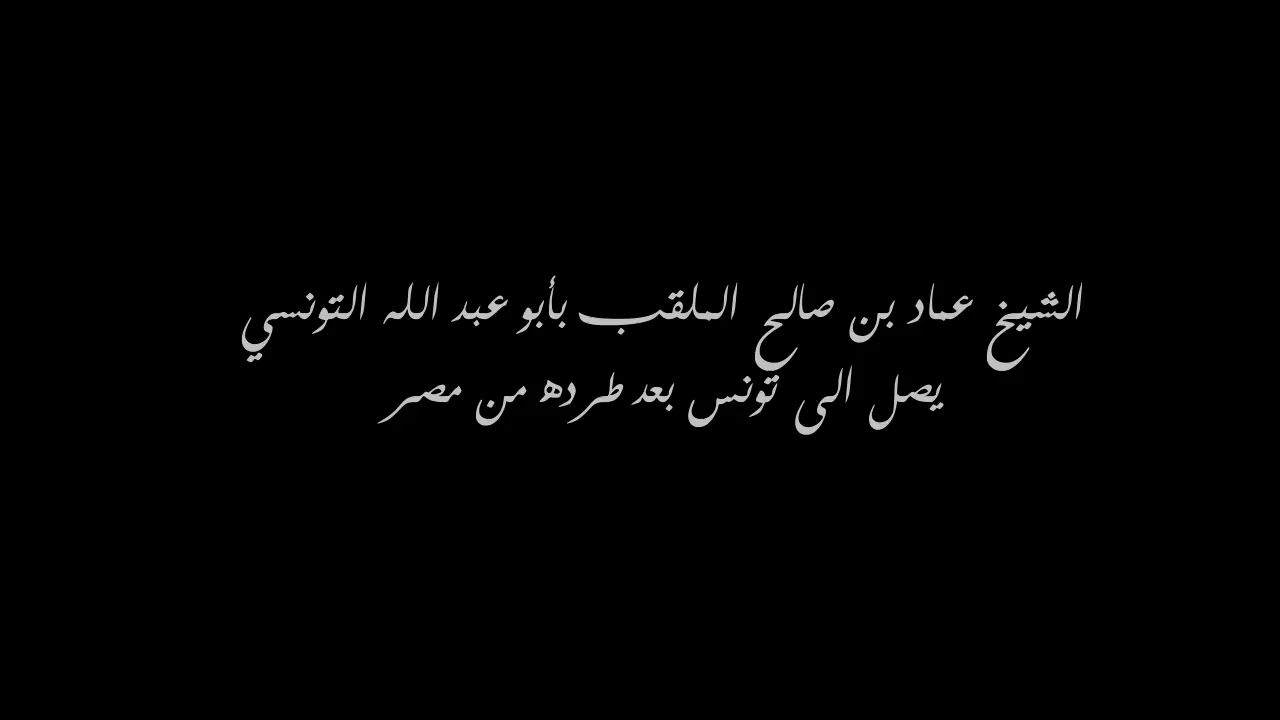 الشيخ عماد بن صالح الملقب بأبو عبد الله التونسي
يصل الى تونس بعد طرده من مصر